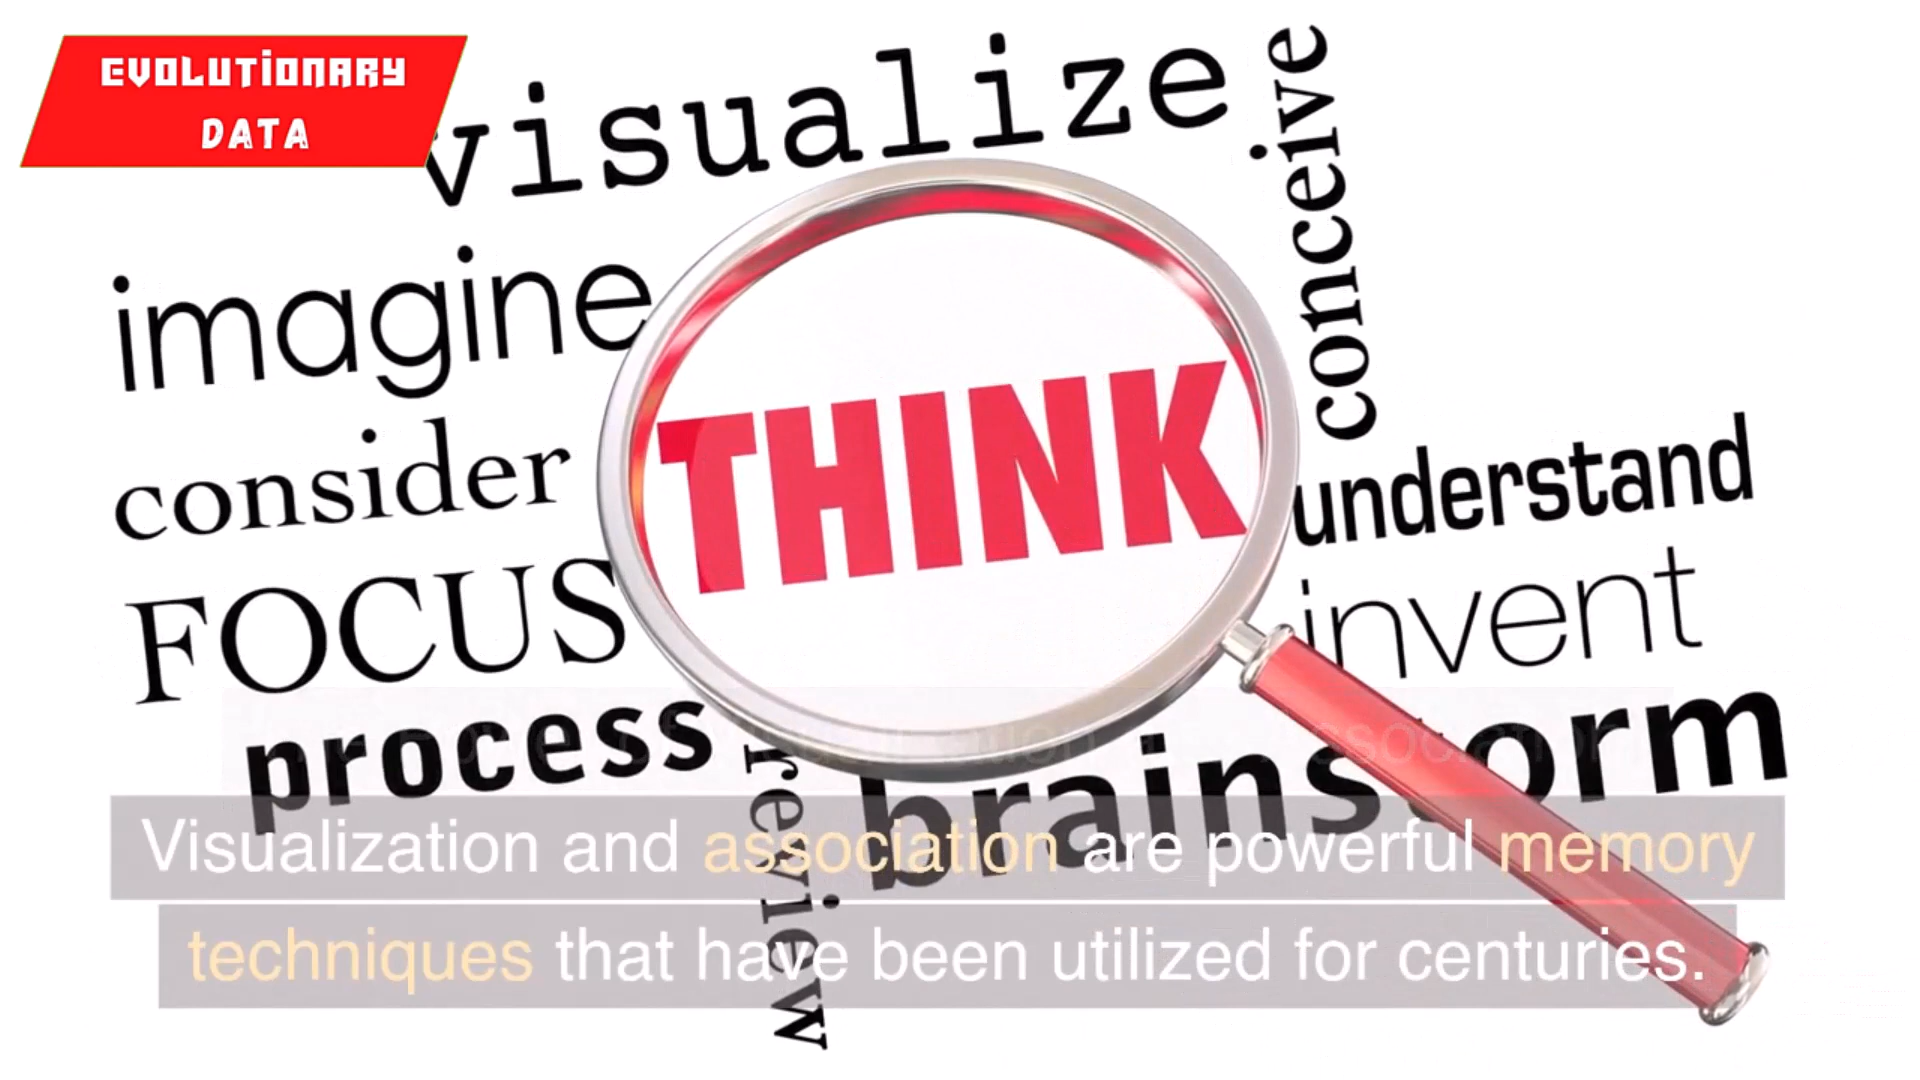 EVOLUTIONARY
DATA
visualize
conceive
imagine
THINK
consider
understand
FOCUS
invent
process
review
brainstorm
Visualization and association are powerful memory
techniques that have been utilized for centuries.